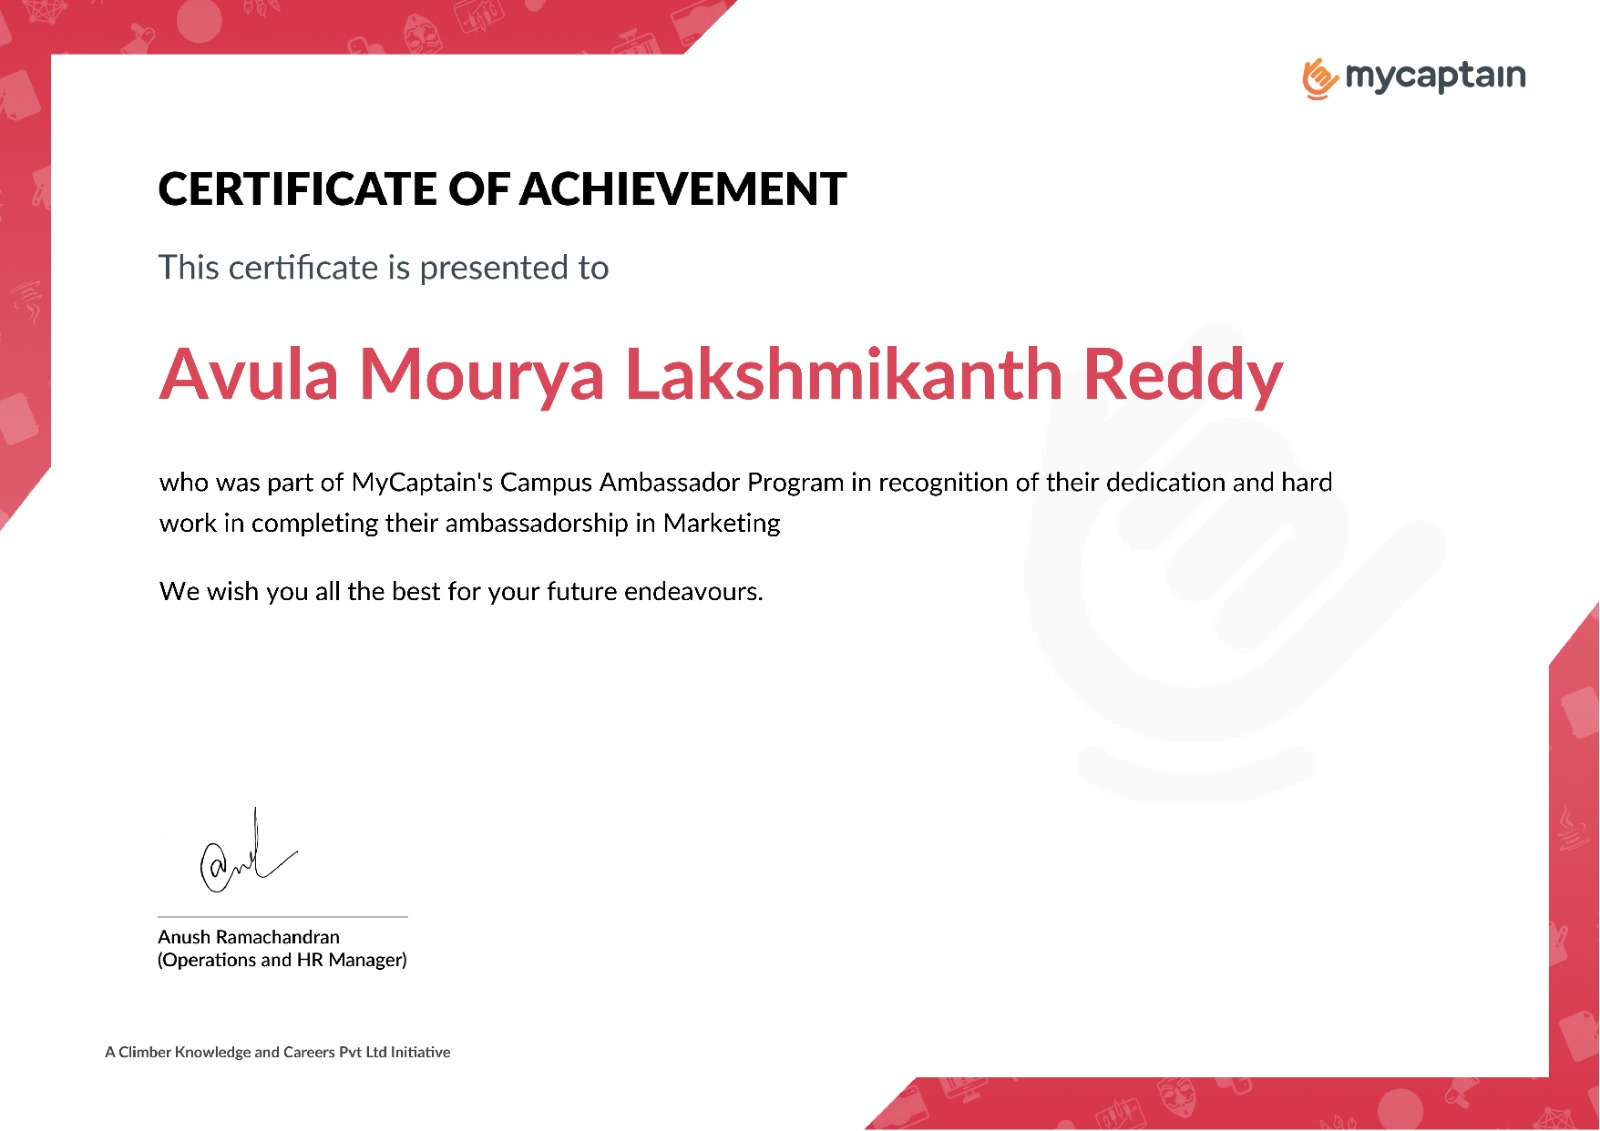 mycaptain
CERTIFICATE OF ACHIEVEMENT
This certificate is presented to
Avula Mourya Lakshmikanth Reddy
who was part of MyCaptain's Campus Ambassador Program in recognition of their dedication and hard
work in completing their ambassadorship in Marketing
We wish you all the best for your future endeavours.
Anush Ramachandran
(Operations and HR Manager)
A Climber Knowledge and Careers Pvt Ltd Initiative